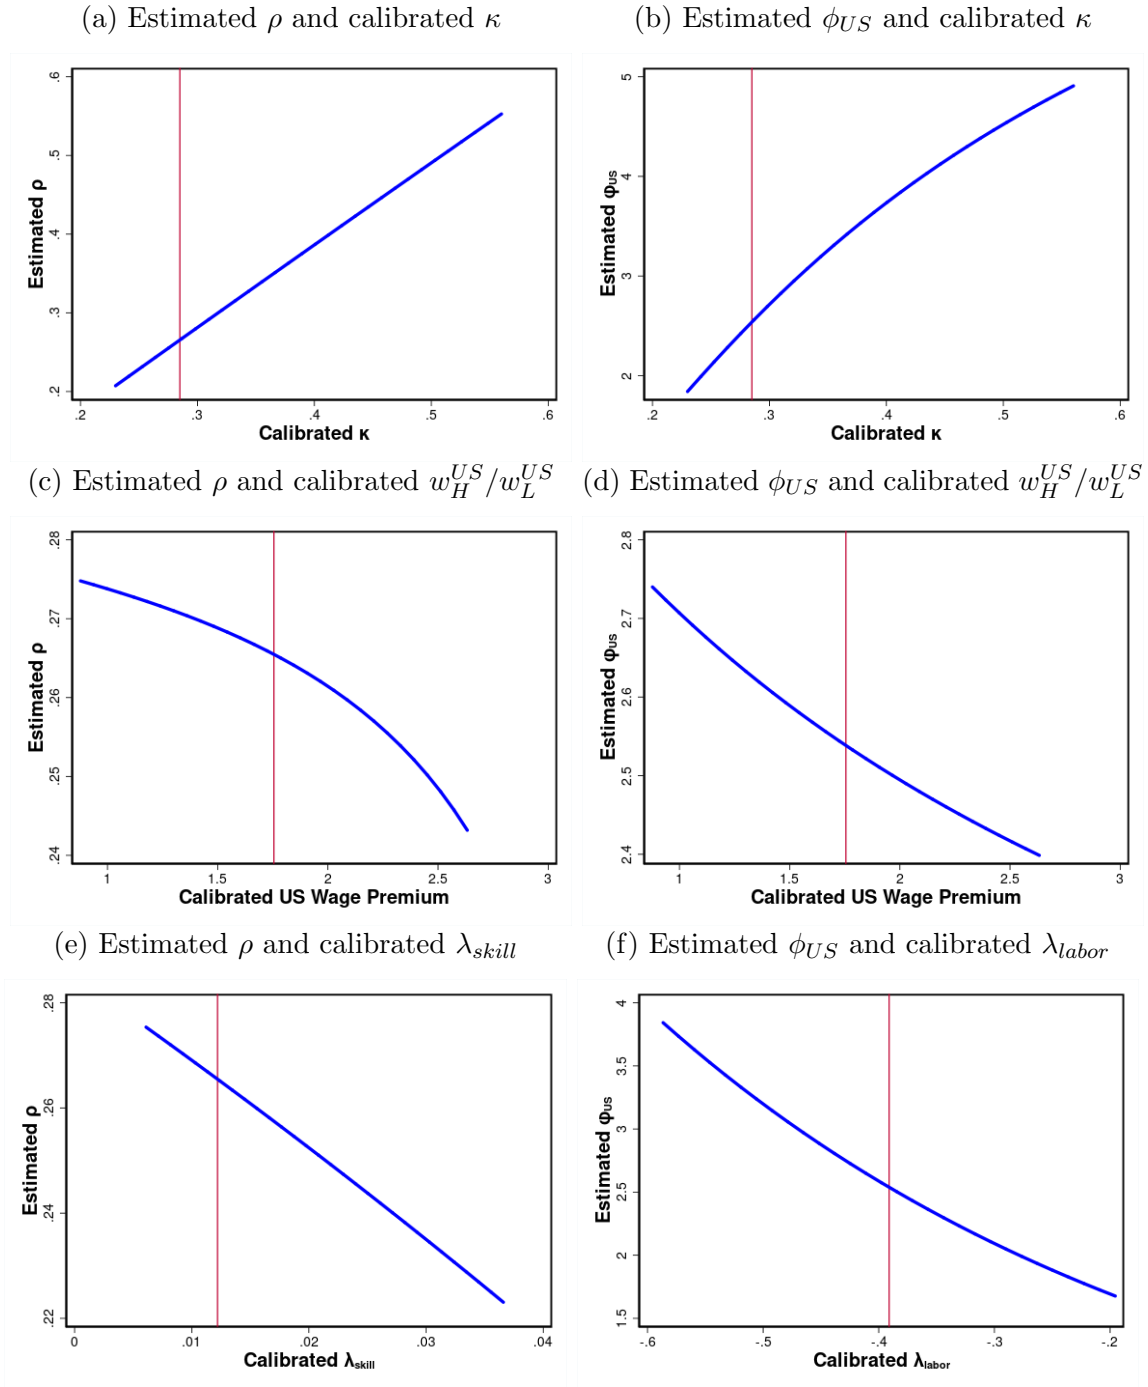 (a) Estimated ρ and calibrated κ
(b) Estimated ϕ_US and calibrated κ
.6
.5
.4
.3
.2
Estimated ρ
.2 .3 .4 .5 .6
Calibrated κ
5
4
3
2
Estimated φ_US
.2 .3 .4 .5 .6
Calibrated κ
(c) Estimated ρ and calibrated w_H^{US}/w_L^{US}
(d) Estimated ϕ_US and calibrated w_H^{US}/w_L^{US}
.28
.27
.26
.25
.24
Estimated ρ
1 1.5 2 2.5 3
Calibrated US Wage Premium
2.8
2.7
2.6
2.5
2.4
Estimated φ_US
1 1.5 2 2.5 3
Calibrated US Wage Premium
(e) Estimated ρ and calibrated λ_skill
(f) Estimated ϕ_US and calibrated λ_labor
.28
.26
.24
.22
Estimated ρ
0 .01 .02 .03 .04
Calibrated λ_skill
4
3.5
3
2.5
2
1.5
Estimated φ_US
-.6 -.5 -.4 -.3 -.2
Calibrated λ_labor